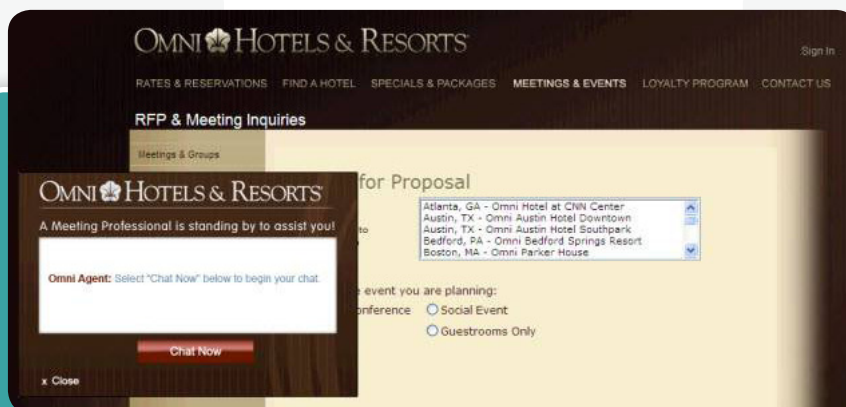 OMNI HOTELS & RESORTS
Sign In
RATES & RESERVATIONS FIND A HOTEL SPECIALS & PACKAGES MEETINGS & EVENTS LOYALTY PROGRAM CONTACT US
RFP & Meeting Inquiries
Meetings & Groups
for Proposal
to
Atlanta, GA - Omni Hotel at CNN Center
Austin, TX - Omni Austin Hotel Downtown
Austin, TX - Omni Austin Hotel Southpark
Bedford, PA - Omni Bedford Springs Resort
Boston, MA - Omni Parker House
event you are planning:
onference Social Event
Guestrooms Only
OMNI HOTELS & RESORTS
A Meeting Professional is standing by to assist you!
Omni Agent: Select "Chat Now" below to begin your chat.
Chat Now
x Close